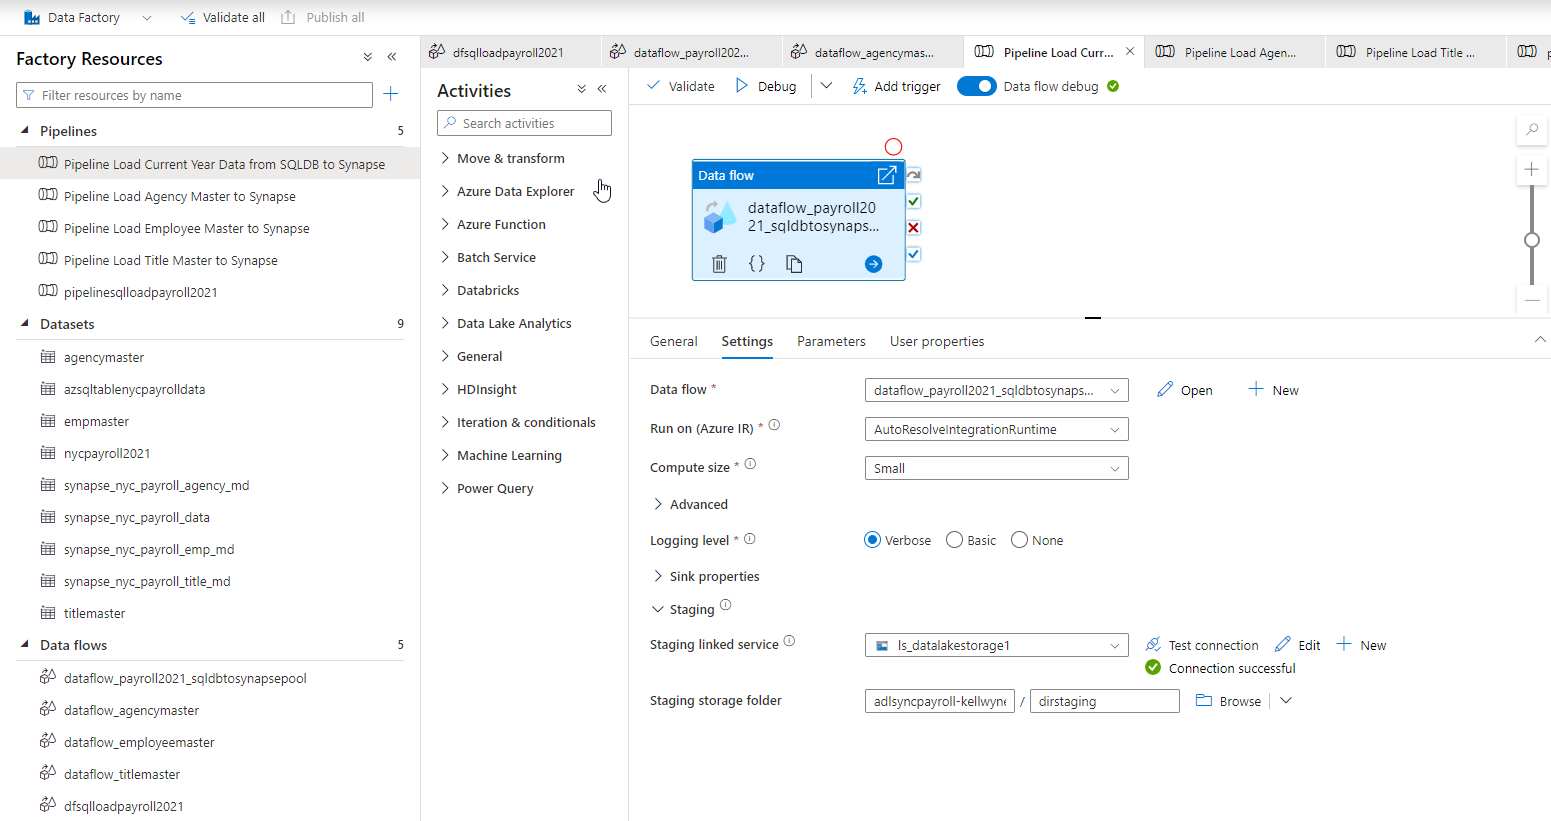 Data Factory
Validate all
Publish all
Factory Resources
Filter resources by name
Pipelines 5
Pipeline Load Current Year Data from SQLDB to Synapse
Pipeline Load Agency Master to Synapse
Pipeline Load Employee Master to Synapse
Pipeline Load Title Master to Synapse
pipelinesqlloadpayroll2021
Datasets 9
agencymaster
azsqltablenycpayrolldata
empmaster
nycpayroll2021
synapse_nyc_payroll_agency_md
synapse_nyc_payroll_data
synapse_nyc_payroll_emp_md
synapse_nyc_payroll_title_md
titlemaster
Data flows 5
dataflow_payroll2021_sqldbtosynapsepool
dataflow_agencymaster
dataflow_employeemaster
dataflow_titlemaster
dfsqlloadpayroll2021
dfsqlloadpayroll2021
dataflow_payroll202...
dataflow_agencymas...
Pipeline Load Curr...
Pipeline Load Agen...
Pipeline Load Title ...
p
Activities
Search activities
Move & transform
Azure Data Explorer
Azure Function
Batch Service
Databricks
Data Lake Analytics
General
HDInsight
Iteration & conditionals
Machine Learning
Power Query
Validate
Debug
Add trigger
Data flow debug
Data flow
dataflow_payroll20
21_sqldbtosynaps...
General
Settings
Parameters
User properties
Data flow *
dataflow_payroll2021_sqldbtosynaps...
Open
New
Run on (Azure IR) *
AutoResolveIntegrationRuntime
Compute size *
Small
Advanced
Logging level *
Verbose
Basic
None
Sink properties
Staging
Staging linked service
ls_datalakestorage1
Test connection
Edit
New
Connection successful
Staging storage folder
adlsyncpayroll-kellwyne / dirstaging
Browse